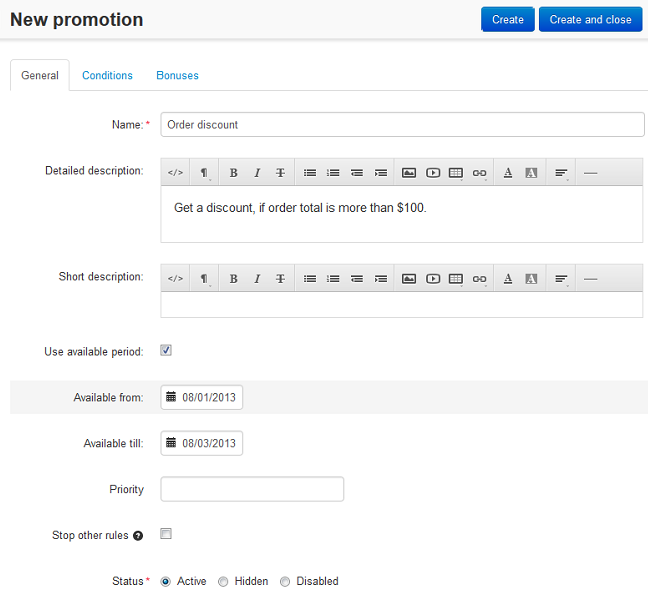 New promotion
Create Create and close
General Conditions Bonuses
Name: * Order discount
Detailed description: </> ¶ B I T A A
Get a discount, if order total is more than $100.
Short description: </> ¶ B I T A A
Use available period:
Available from: 08/01/2013
Available till: 08/03/2013
Priority
Stop other rules ?
Status * Active Hidden Disabled